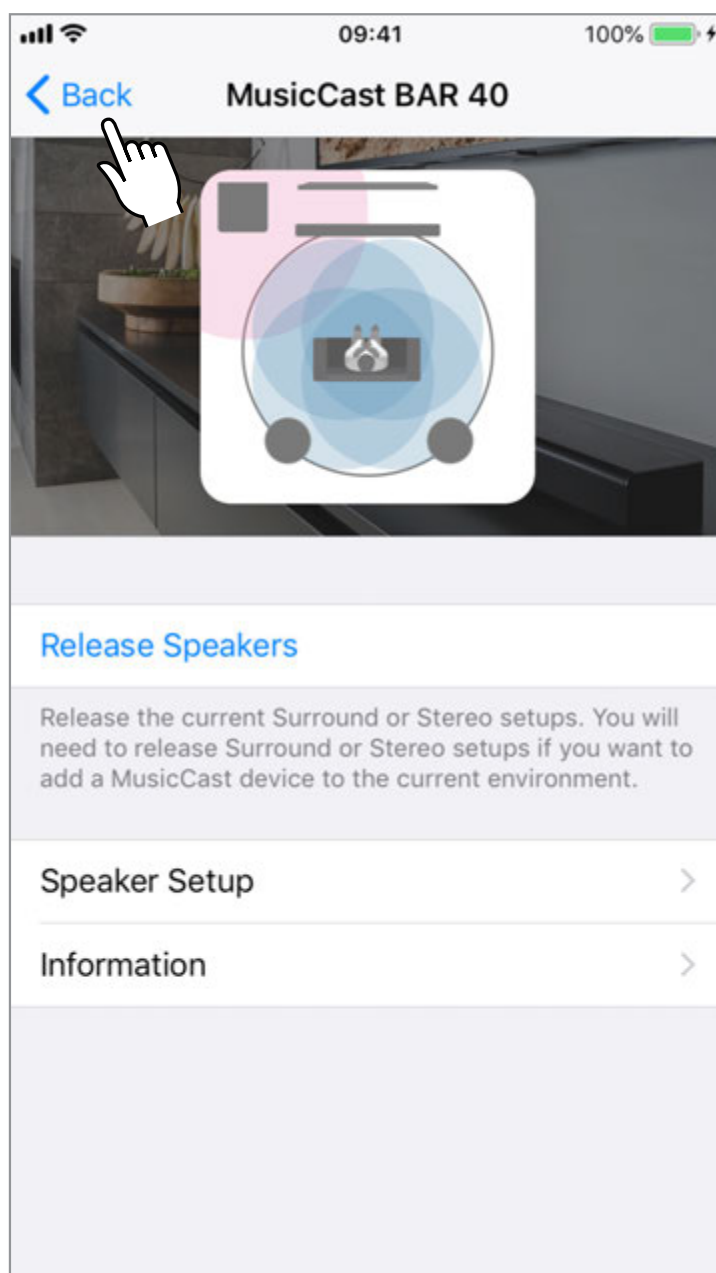 09:41
100%
Back
MusicCast BAR 40
Release Speakers
Release the current Surround or Stereo setups. You will
need to release Surround or Stereo setups if you want to
add a MusicCast device to the current environment.
Speaker Setup
Information